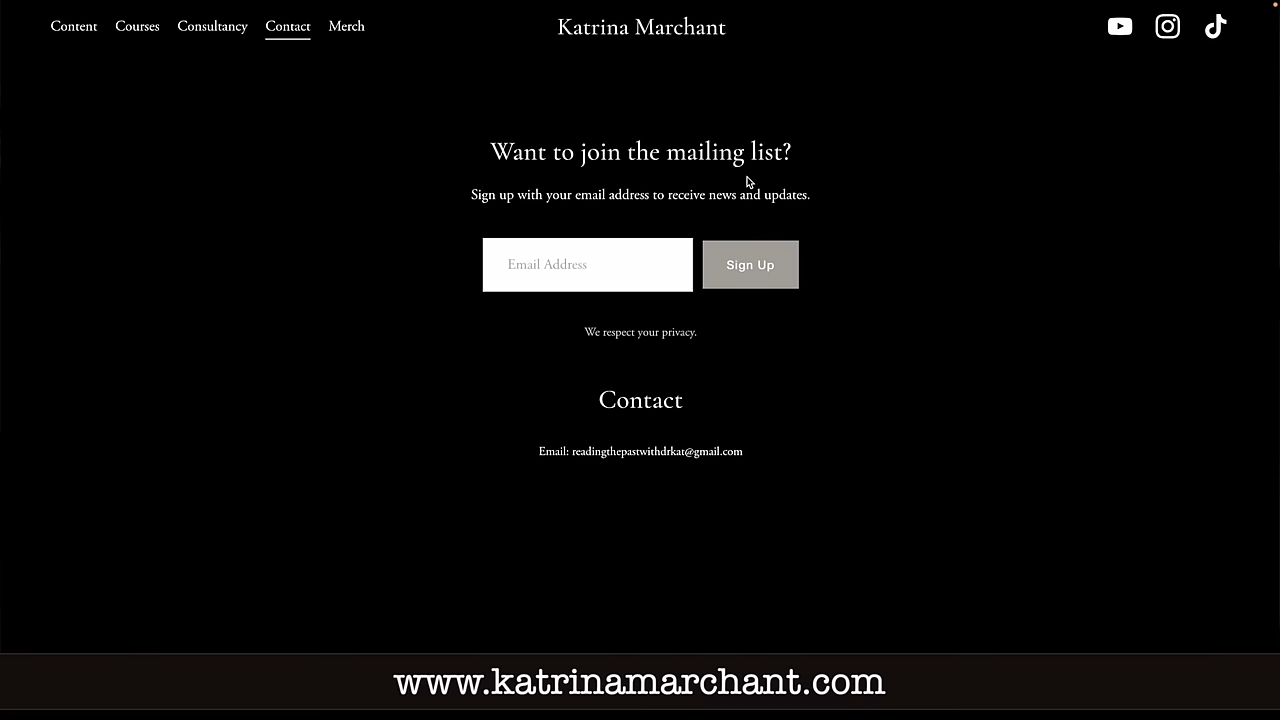 Content Courses Consultancy Contact Merch Katrina Marchant
Want to join the mailing list?
Sign up with your email address to receive news and updates.
Email Address Sign Up
We respect your privacy.
Contact
Email: readingthepastwithdrkat@gmail.com
www.katrinamarchant.com